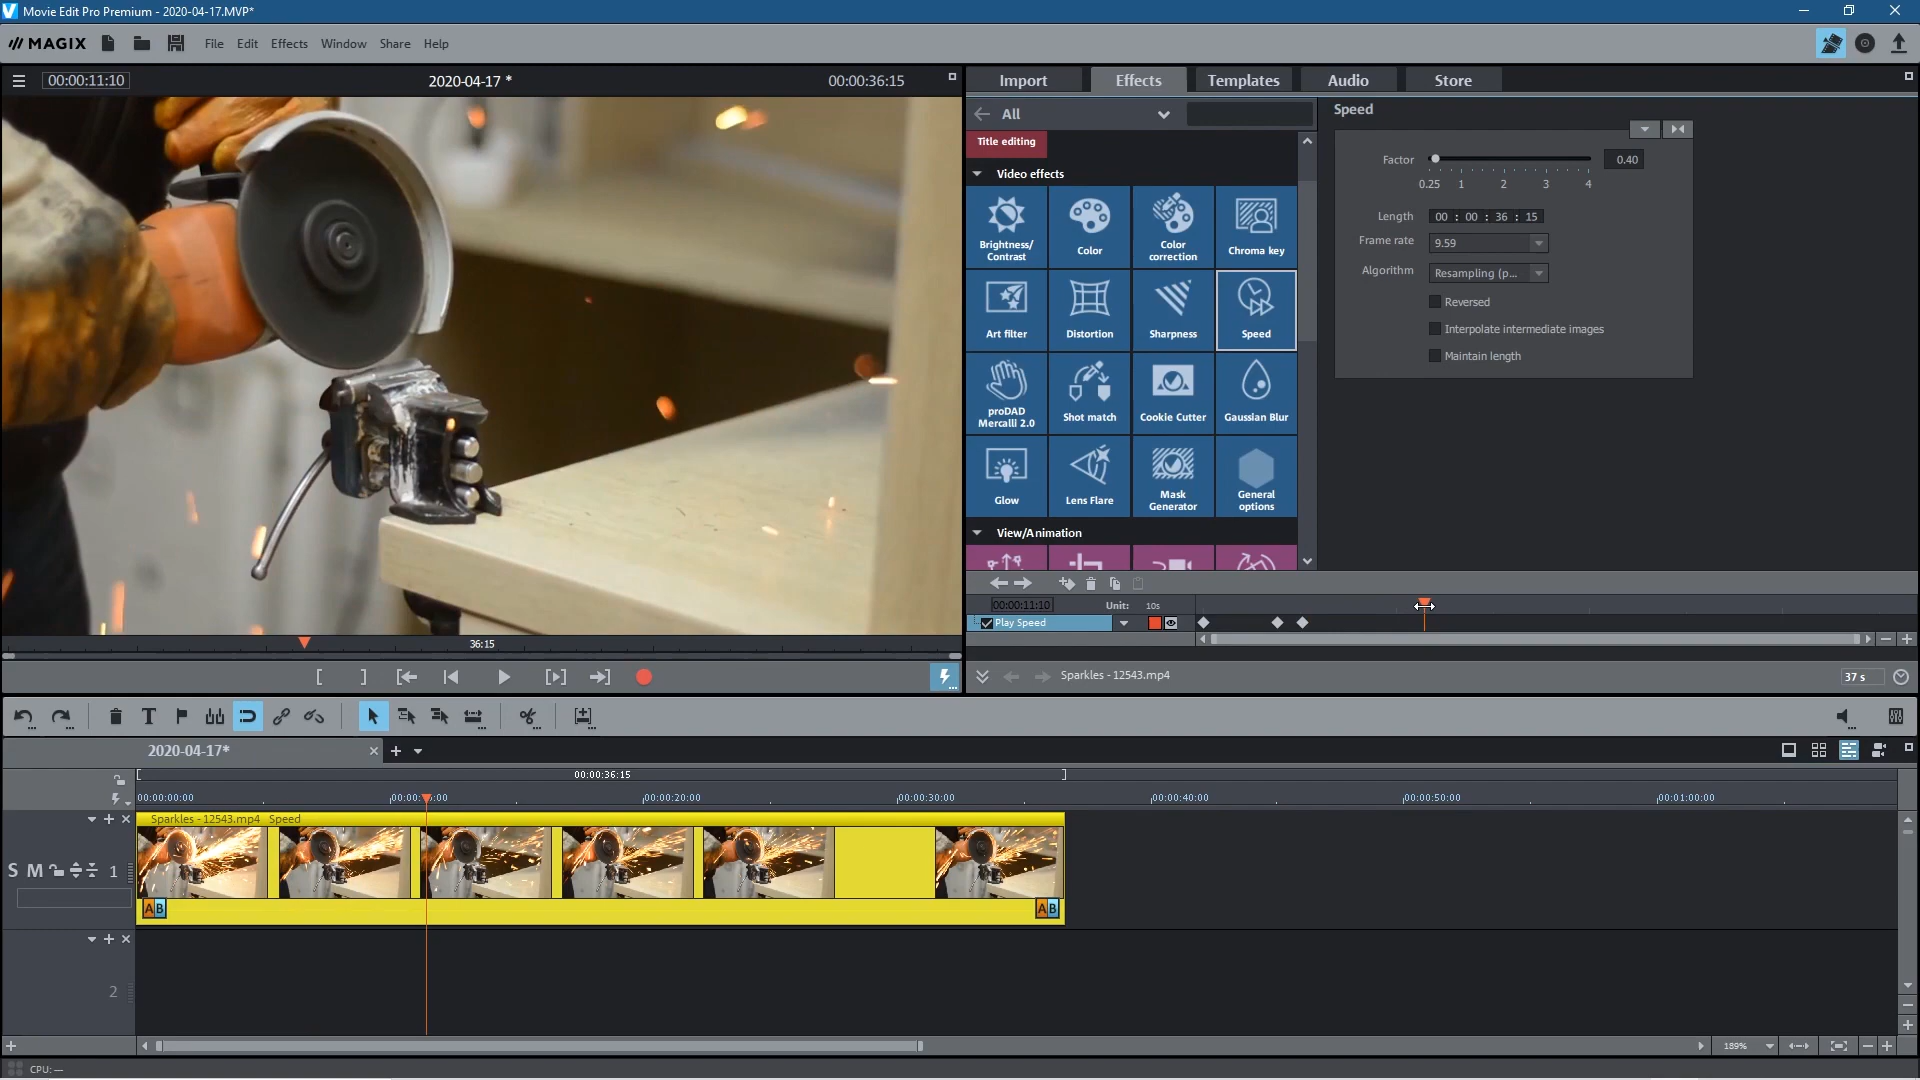 Movie Edit Pro Premium - 2020-04-17.MVP*
MAGIX File Edit Effects Window Share Help
00:00:11:10 2020-04-17 * 00:00:36:15
Import Effects Templates Audio Store
All
Speed
Title editing
Video effects
Brightness/
Contrast
Color
Color
correction
Chroma key
Art filter
Distortion
Sharpness
Speed
proDAD
Mercalli 2.0
Shot match
Cookie Cutter
Gaussian Blur
Glow
Lens Flare
Mask
Generator
General
options
View/Animation
Factor 0.40
0.25 1 2 3 4
Length 00 : 00 : 36 : 15
Frame rate 9.59
Algorithm Resampling (p...
Reversed
Interpolate intermediate images
Maintain length
00:00:11:10 Unit: 10s
Play Speed
36:15
Sparkles - 12543.mp4 37 s
2020-04-17*
00:00:36:15
00:00:00:00 00:00:20:00 00:00:30:00 00:00:40:00 00:00:50:00 00:01:00:00
Sparkles - 12543.mp4 Speed
S M 1
AB AB
2
189%
CPU: —